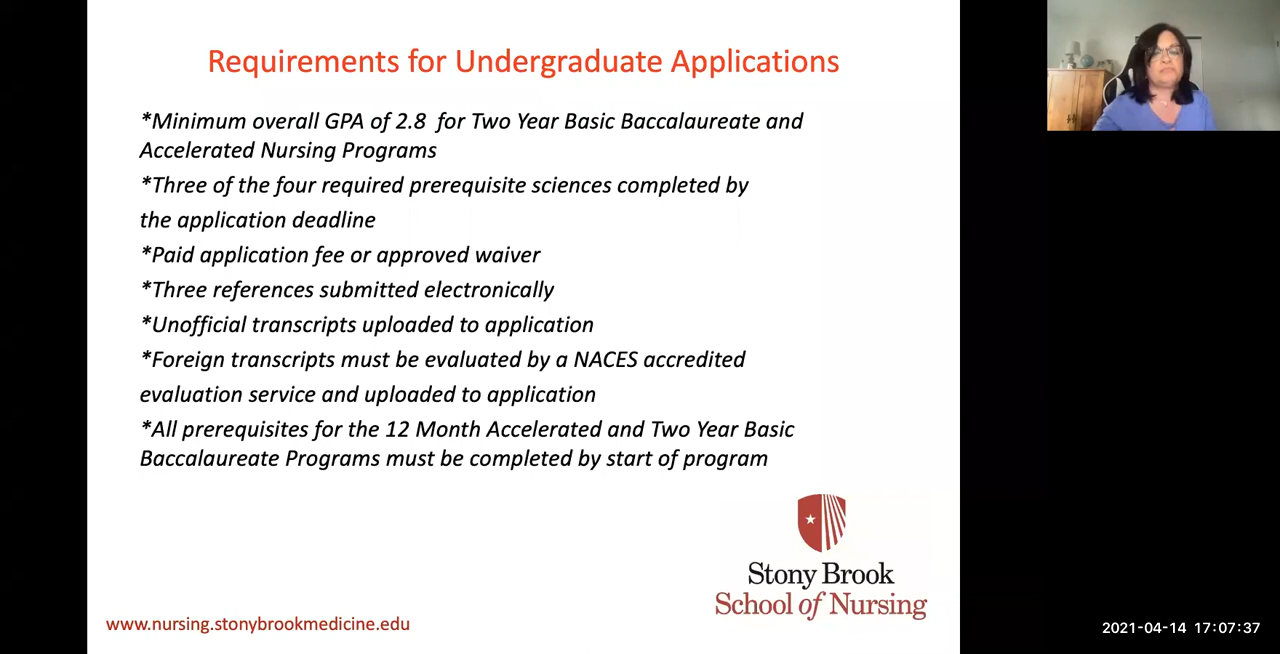 Requirements for Undergraduate Applications
*Minimum overall GPA of 2.8 for Two Year Basic Baccalaureate and
Accelerated Nursing Programs
*Three of the four required prerequisite sciences completed by
the application deadline
*Paid application fee or approved waiver
*Three references submitted electronically
*Unofficial transcripts uploaded to application
*Foreign transcripts must be evaluated by a NACES accredited
evaluation service and uploaded to application
*All prerequisites for the 12 Month Accelerated and Two Year Basic
Baccalaureate Programs must be completed by start of program
Stony Brook
School of Nursing
www.nursing.stonybrookmedicine.edu
2021-04-14 17:07:37